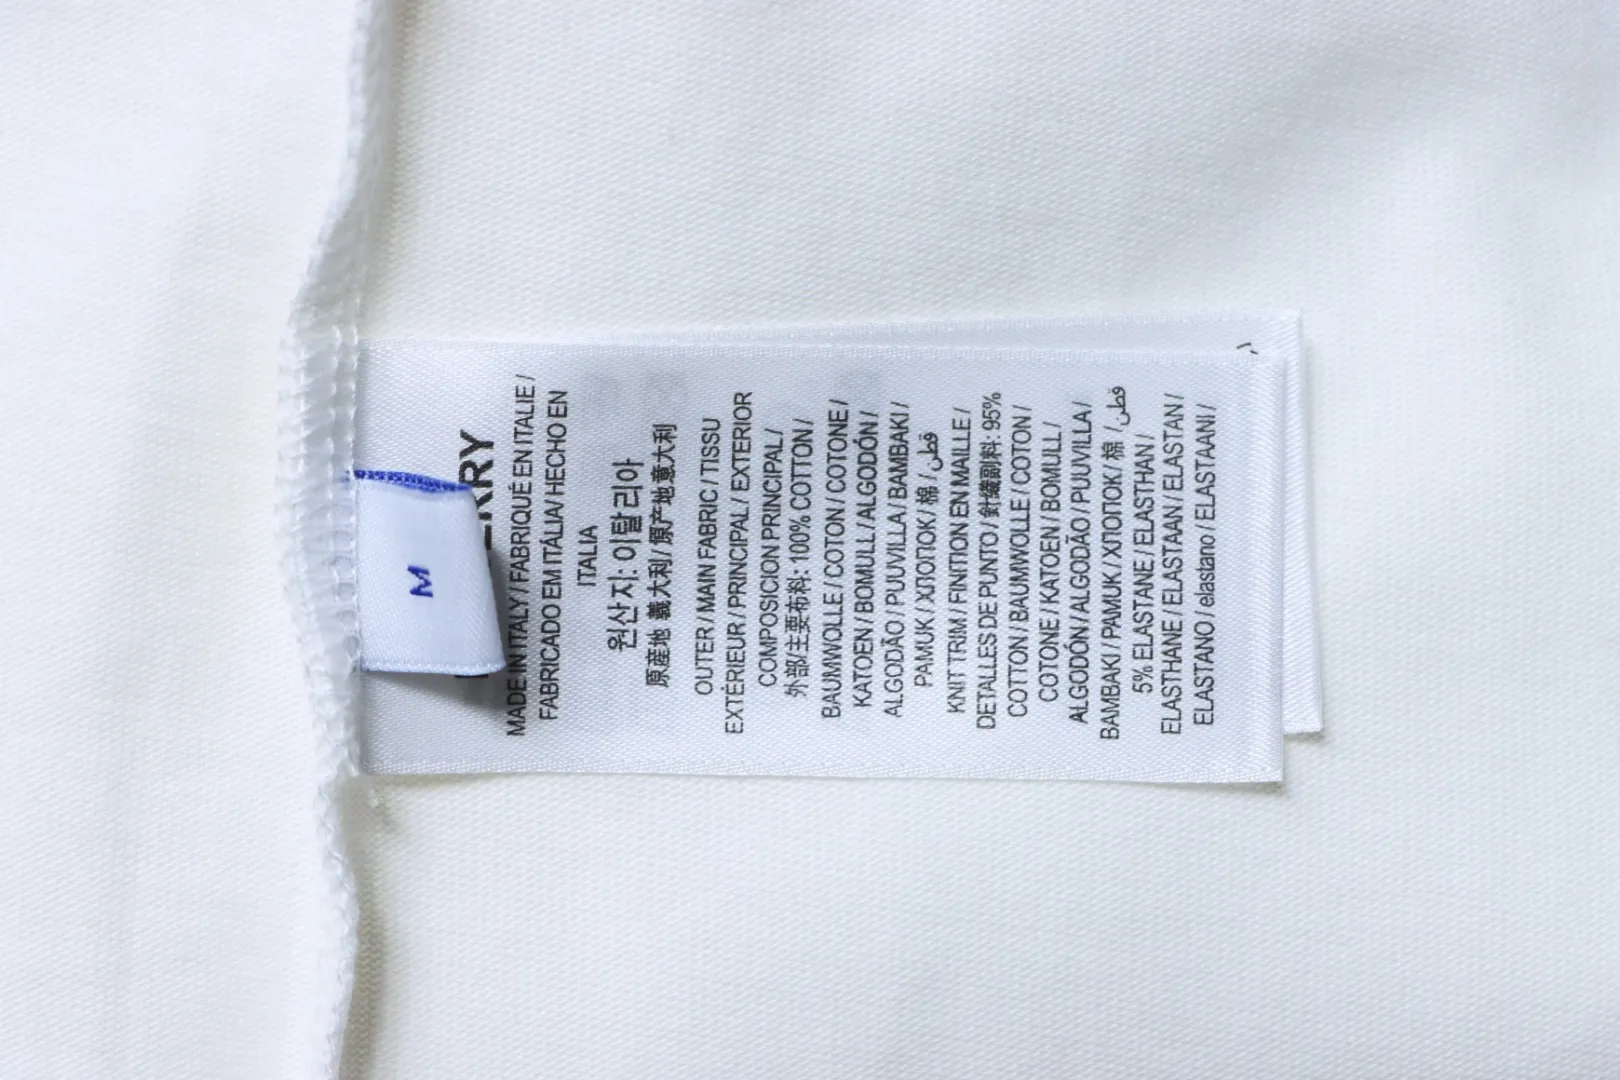 M
ERRY
MADE IN ITALY / FABRIQUÉ EN ITALIE /
FABRICADO EM ITÁLIA / HECHO EN
ITALIA
원산지: 이탈리아
原産地 義大利/ 原产地意大利
OUTER / MAIN FABRIC / TISSU
EXTÉRIEUR / PRINCIPAL / EXTERIOR
COMPOSICION PRINCIPAL /
外部/主要布料: 100% COTTON /
BAUMWOLLE / COTON / COTONE /
KATOEN / BOMULL / ALGODÓN /
ALGODÃO / PUUVILLA / BAMBAKI /
PAMUK / ХЛОПОК / 棉 / قطن/
KNIT TRIM / FINITION EN MAILLE /
DETALLES DE PUNTO / 針織副料: 95%
COTTON / BAUMWOLLE / COTON /
COTONE / KATOEN / BOMULL /
ALGODÓN / ALGODÃO / PUUVILLA /
BAMBAKI / PAMUK / ХЛОПОК / 棉 / قطن/
5% ELASTANE / ELASTHAN /
ELASTHANE / ELASTAAN / ELASTAN /
ELASTANO / elastano / ELASTAANI /